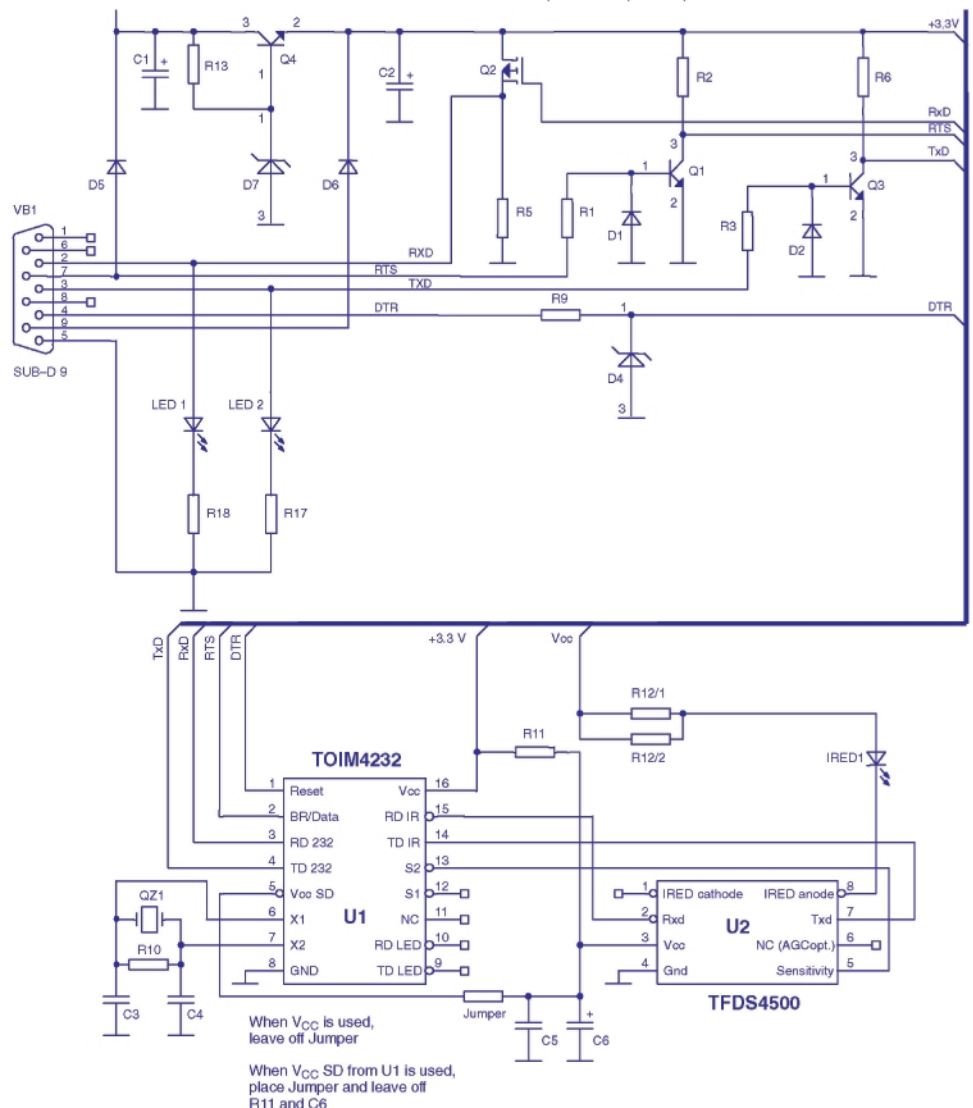 3
2
+3,3V
C1
+
R13
Q4
1
C2
+
Q2
R2
R6
1
RxD
RTS
TxD
3
1
Q1
2
3
1
Q3
2
D5
D7
D6
3
R5
R1
D1
R3
D2
VB1
1
6
2
7
3
8
4
9
5
RXD
RTS
TXD
DTR
R9
1
DTR
D4
3
SUB–D 9
LED 1
LED 2
R18
R17
TxD
RxD
RTS
DTR
+3.3 V
Vcc
R12/1
R12/2
R11
IRED1
TOIM4232
1 Reset
2 BR/Data
3 RD 232
4 TD 232
5 Vcc SD
6 X1
7 X2
8 GND
U1
Vcc 16
RD IR 15
TD IR 14
S2 13
S1 12
NC 11
RD LED 10
TD LED 9
QZ1
R10
C3
C4
1 IRED cathode
2 Rxd
3 Vcc
4 Gnd
U2
IRED anode 8
Txd 7
NC (AGCopt.) 6
Sensitivity 5
TFDS4500
Jumper
C5
+
C6
When VCC is used,
leave off Jumper
When VCC SD from U1 is used,
place Jumper and leave off
R11 and C6